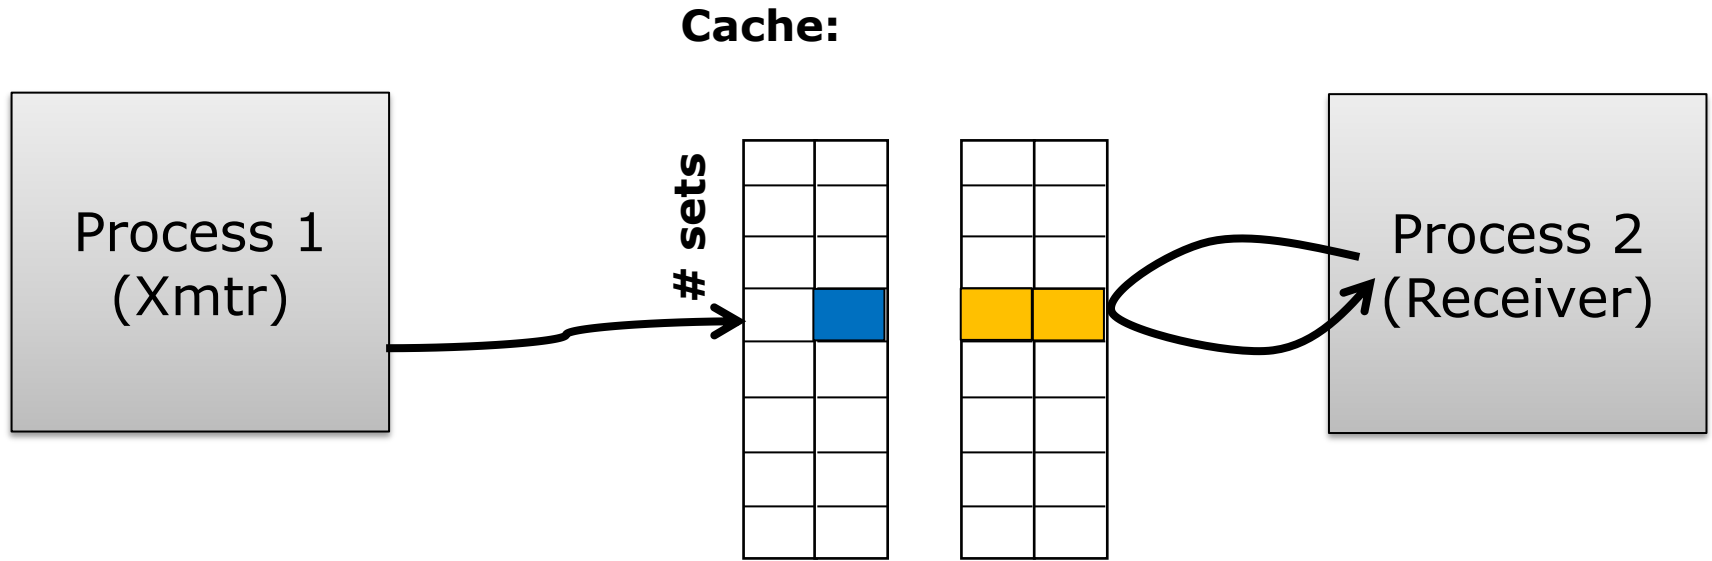 Cache:
Process 1
(Xmtr)
# sets
Process 2
(Receiver)